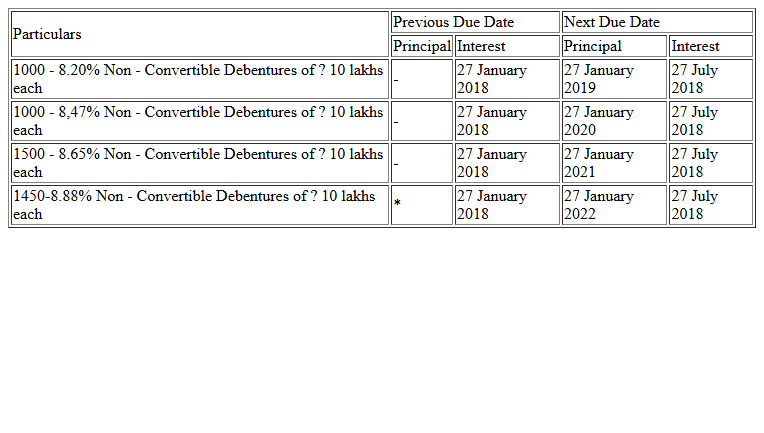 Particulars
Previous Due Date
Next Due Date
Principal
Interest
Principal
Interest
1000 - 8.20% Non - Convertible Debentures of ? 10 lakhs
each
-
27 January
2018
27 January
2019
27 July
2018
1000 - 8,47% Non - Convertible Debentures of ? 10 lakhs
each
-
27 January
2018
27 January
2020
27 July
2018
1500 - 8.65% Non - Convertible Debentures of ? 10 lakhs
each
-
27 January
2018
27 January
2021
27 July
2018
1450-8.88% Non - Convertible Debentures of ? 10 lakhs
each
*
27 January
2018
27 January
2022
27 July
2018